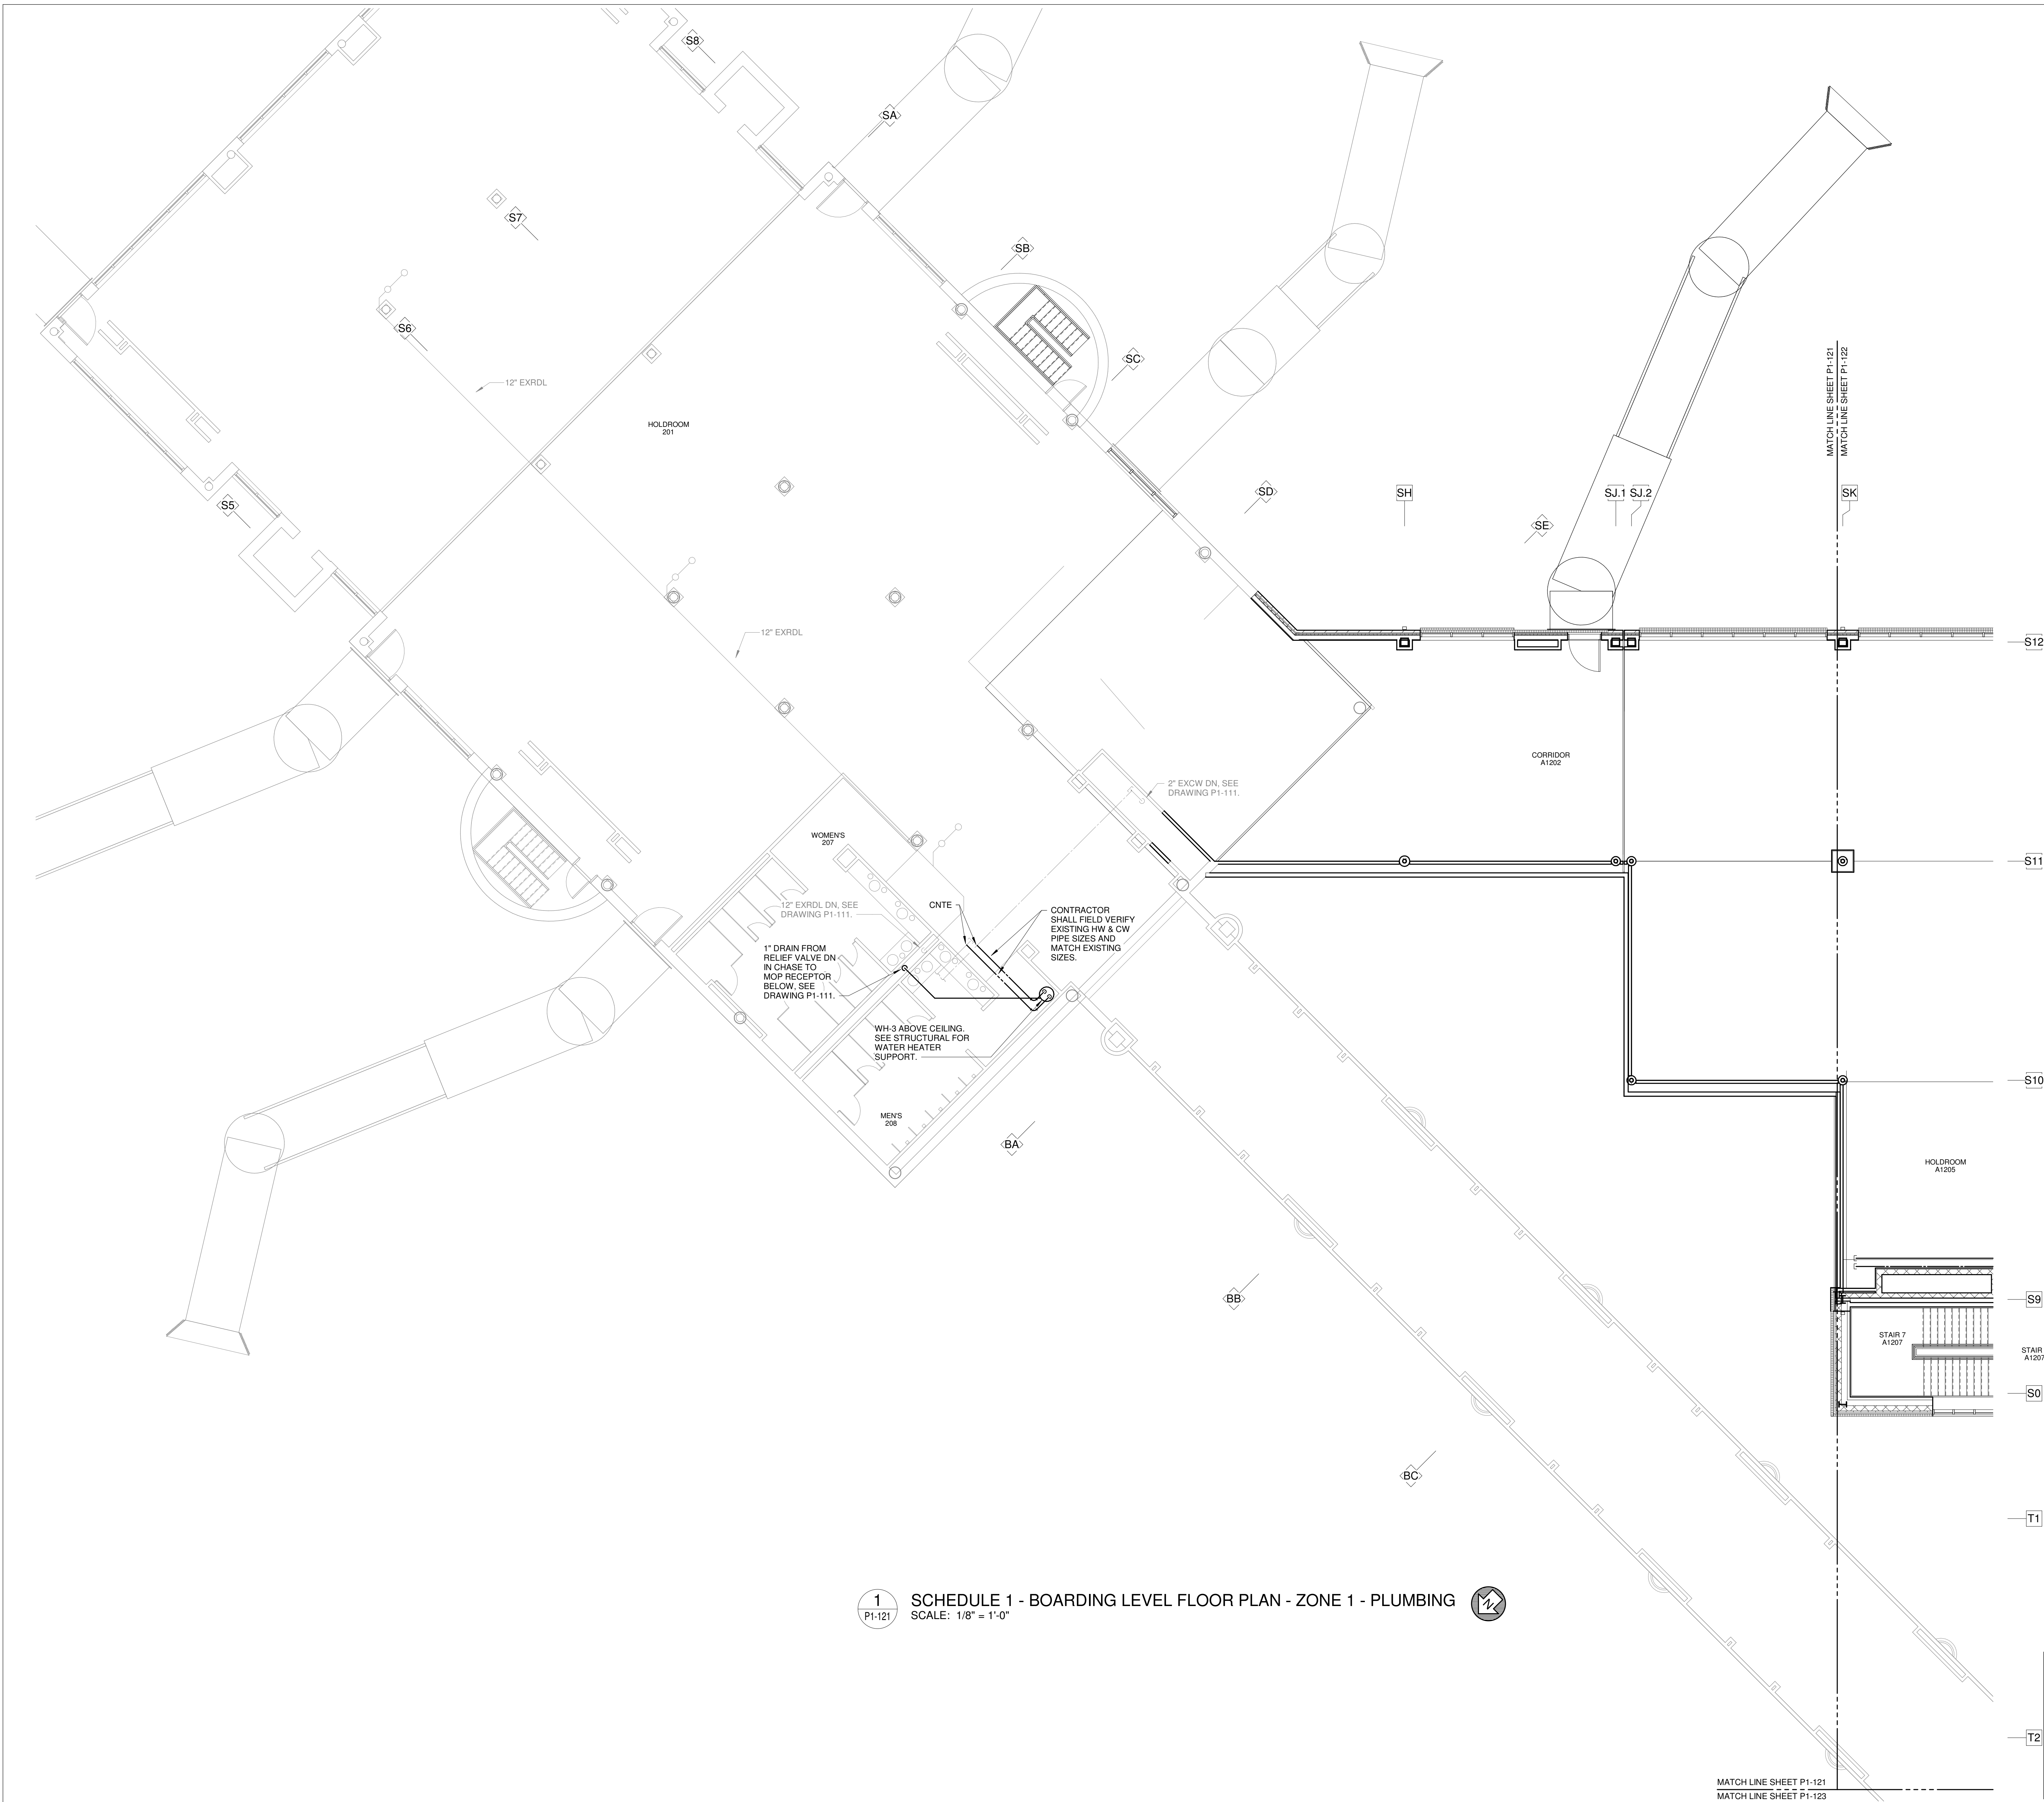 S8
SA
S7
SB
S6
SC
12" EXRDL
HOLDROOM
201
MATCH LINE SHEET P1-121
MATCH LINE SHEET P1-122
S5
SD
SH
SJ.1
SJ.2
SK
SE
12" EXRDL
S12
CORRIDOR
A1202
2" EXCW DN, SEE
DRAWING P1-111.
WOMEN'S
207
S11
12" EXRDL DN, SEE
DRAWING P1-111.
CNTE
CONTRACTOR
SHALL FIELD VERIFY
EXISTING HW & CW
PIPE SIZES AND
MATCH EXISTING
SIZES.
1" DRAIN FROM
RELIEF VALVE DN
IN CHASE TO
MOP RECEPTOR
BELOW, SEE
DRAWING P1-111.
WH-3 ABOVE CEILING.
SEE STRUCTURAL FOR
WATER HEATER
SUPPORT.
S10
MEN'S
208
BA
HOLDROOM
A1205
BB
S9
STAIR 7
A1207
STAIR
A1207
S0
BC
T1
1
P1-121
SCHEDULE 1 - BOARDING LEVEL FLOOR PLAN - ZONE 1 - PLUMBING
SCALE: 1/8" = 1'-0"
N
T2
MATCH LINE SHEET P1-121
MATCH LINE SHEET P1-123